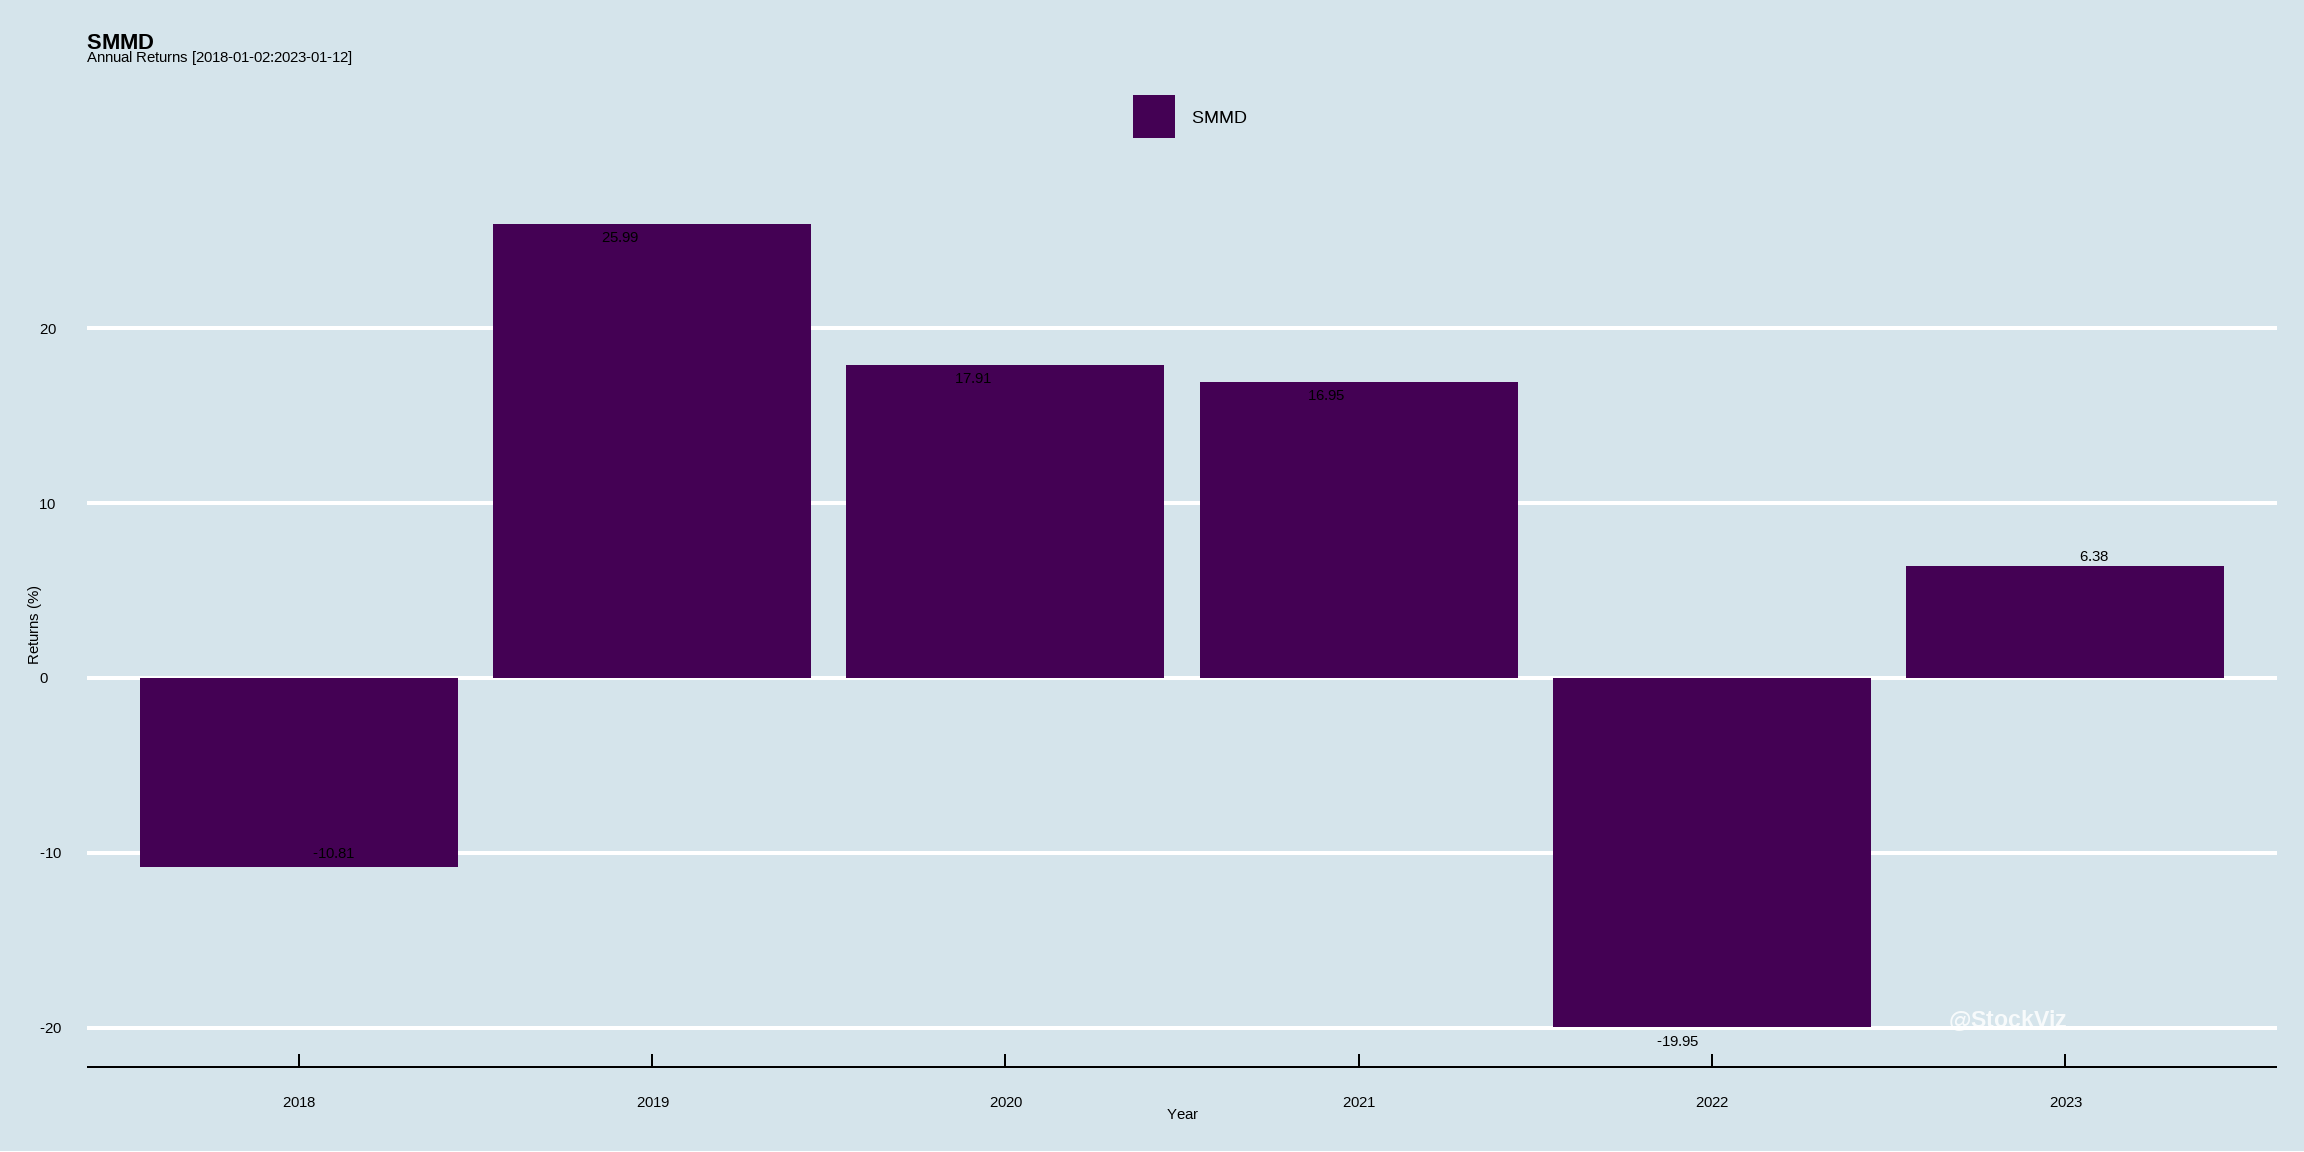 SMMD
Annual Returns [2018-01-02:2023-01-12]
SMMD
25.99
20
17.91
16.95
10
6.38
Returns (%)
0
-10.81
-10
@StockViz
-20
-19.95
2018 2019 2020 2021 2022 2023
Year